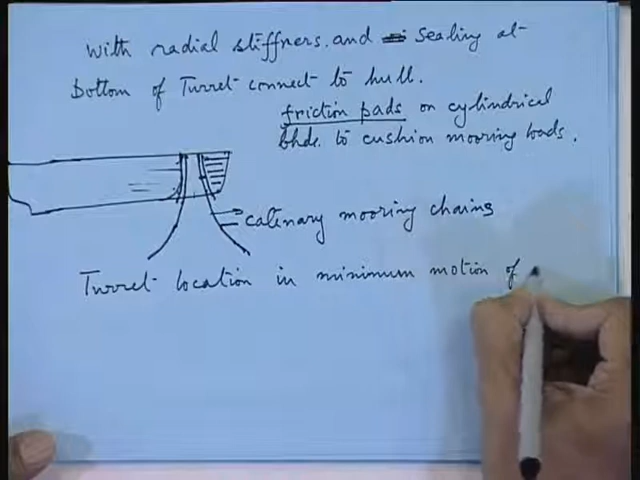 with radial stiffners. and sealing at
bottom of Turret connect to hull.
friction pads on cylindrical
bhds. to cushion mooring loads.
catenary mooring chains
Turret location in minimum motion of